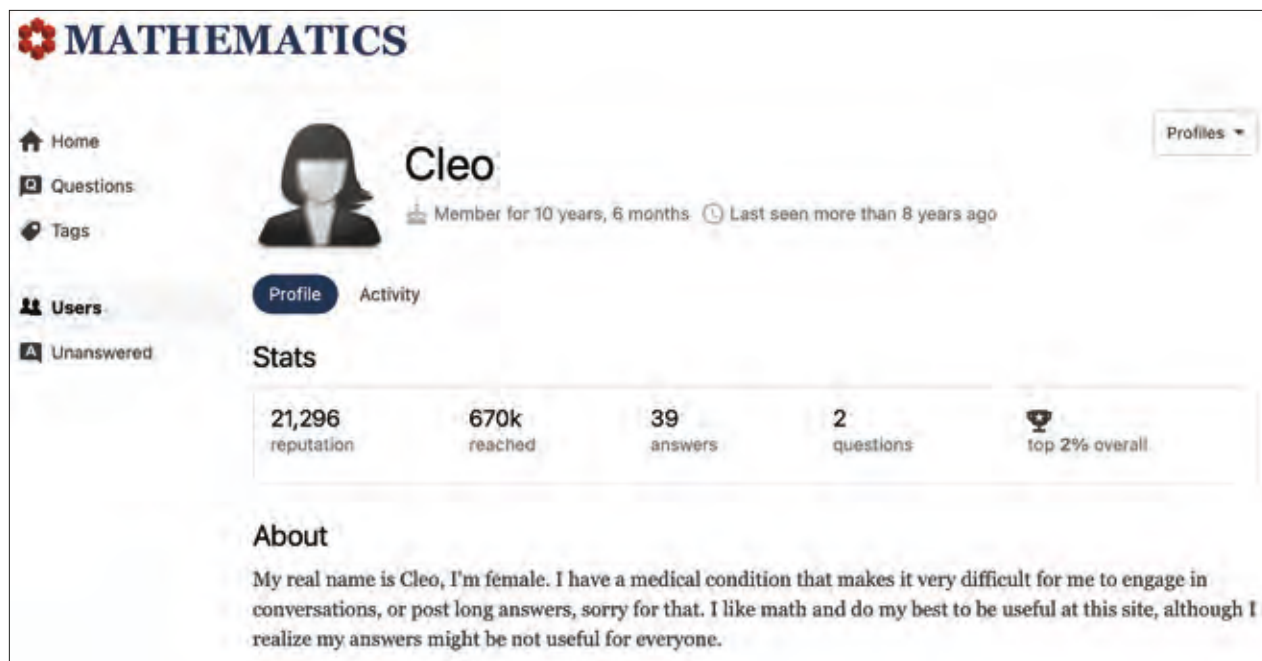 MATHEMATICS
Home
Questions
Tags
Users
Unanswered
Profiles
Cleo
Member for 10 years, 6 months Last seen more than 8 years ago
Profile Activity
Stats
21,296 670k 39 2
reputation reached answers questions top 2% overall
About
My real name is Cleo, I'm female. I have a medical condition that makes it very difficult for me to engage in
conversations, or post long answers, sorry for that. I like math and do my best to be useful at this site, although I
realize my answers might be not useful for everyone.